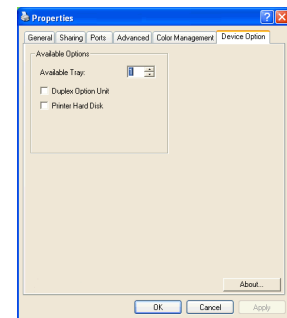 Properties
General Sharing Ports Advanced Color Management Device Option
Available Options
Available Tray: 1
Duplex Option Unit
Printer Hard Disk
About...
OK Cancel Apply